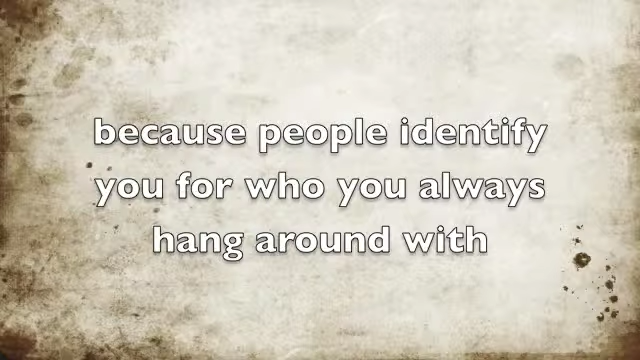 because people identify
you for who you always
hang around with